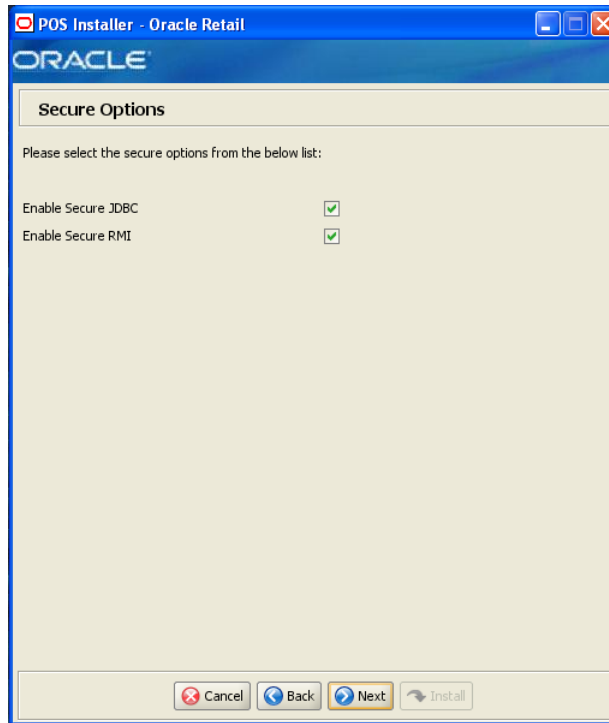 POS Installer - Oracle Retail
ORACLE
Secure Options
Please select the secure options from the below list:
Enable Secure JDBC
Enable Secure RMI
Cancel Back Next Install